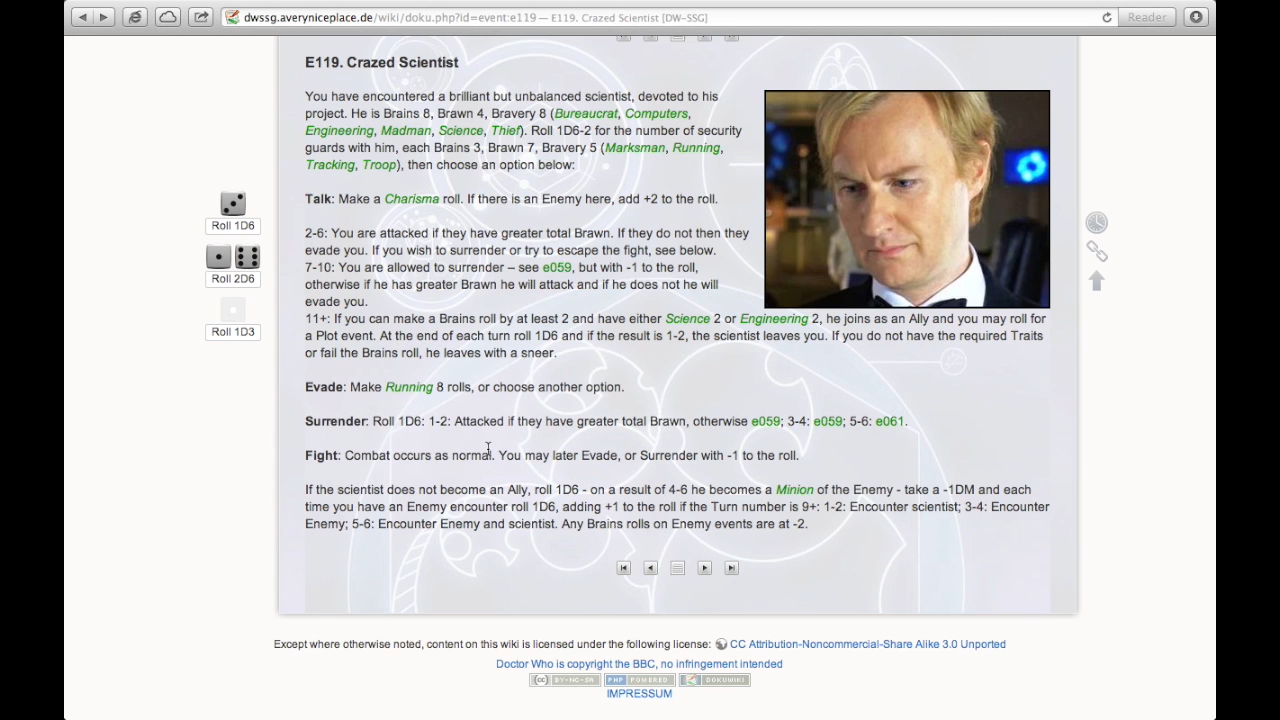 dwssg.averyniceplace.de/wiki/doku.php?id=event:e119 — E119. Crazed Scientist [DW-SSG]
Reader
E119. Crazed Scientist
You have encountered a brilliant but unbalanced scientist, devoted to his
project. He is Brains 8, Brawn 4, Bravery 8 (Bureaucrat, Computers,
Engineering, Madman, Science, Thief). Roll 1D6-2 for the number of security
guards with him, each Brains 3, Brawn 7, Bravery 5 (Marksman, Running,
Tracking, Troop), then choose an option below:
Talk: Make a Charisma roll. If there is an Enemy here, add +2 to the roll.
2-6: You are attacked if they have greater total Brawn. If they do not then they
evade you. If you wish to surrender or try to escape the fight, see below.
7-10: You are allowed to surrender – see e059, but with -1 to the roll,
otherwise if he has greater Brawn he will attack and if he does not he will
evade you.
11+: If you can make a Brains roll by at least 2 and have either Science 2 or Engineering 2, he joins as an Ally and you may roll for
a Plot event. At the end of each turn roll 1D6 and if the result is 1-2, the scientist leaves you. If you do not have the required Traits
or fail the Brains roll, he leaves with a sneer.
Evade: Make Running 8 rolls, or choose another option.
Surrender: Roll 1D6: 1-2: Attacked if they have greater total Brawn, otherwise e059; 3-4: e059; 5-6: e061.
Fight: Combat occurs as normal. You may later Evade, or Surrender with -1 to the roll.
If the scientist does not become an Ally, roll 1D6 - on a result of 4-6 he becomes a Minion of the Enemy - take a -1DM and each
time you have an Enemy encounter roll 1D6, adding +1 to the roll if the Turn number is 9+: 1-2: Encounter scientist; 3-4: Encounter
Enemy; 5-6: Encounter Enemy and scientist. Any Brains rolls on Enemy events are at -2.
Roll 1D6
Roll 2D6
Roll 1D3
Except where otherwise noted, content on this wiki is licensed under the following license: CC Attribution-Noncommercial-Share Alike 3.0 Unported
Doctor Who is copyright the BBC, no infringement intended
(cc) BY-NC-SA PHP POWERED DOKUWIKI
IMPRESSUM